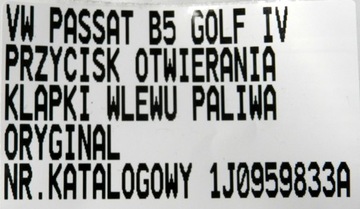 VW PASSAT B5 GOLF IV
PRZYCISK OTWIERANIA
KLAPKI WLEWU PALIWA
ORYGINAL
NR.KATALOGOWY 1J0959833A